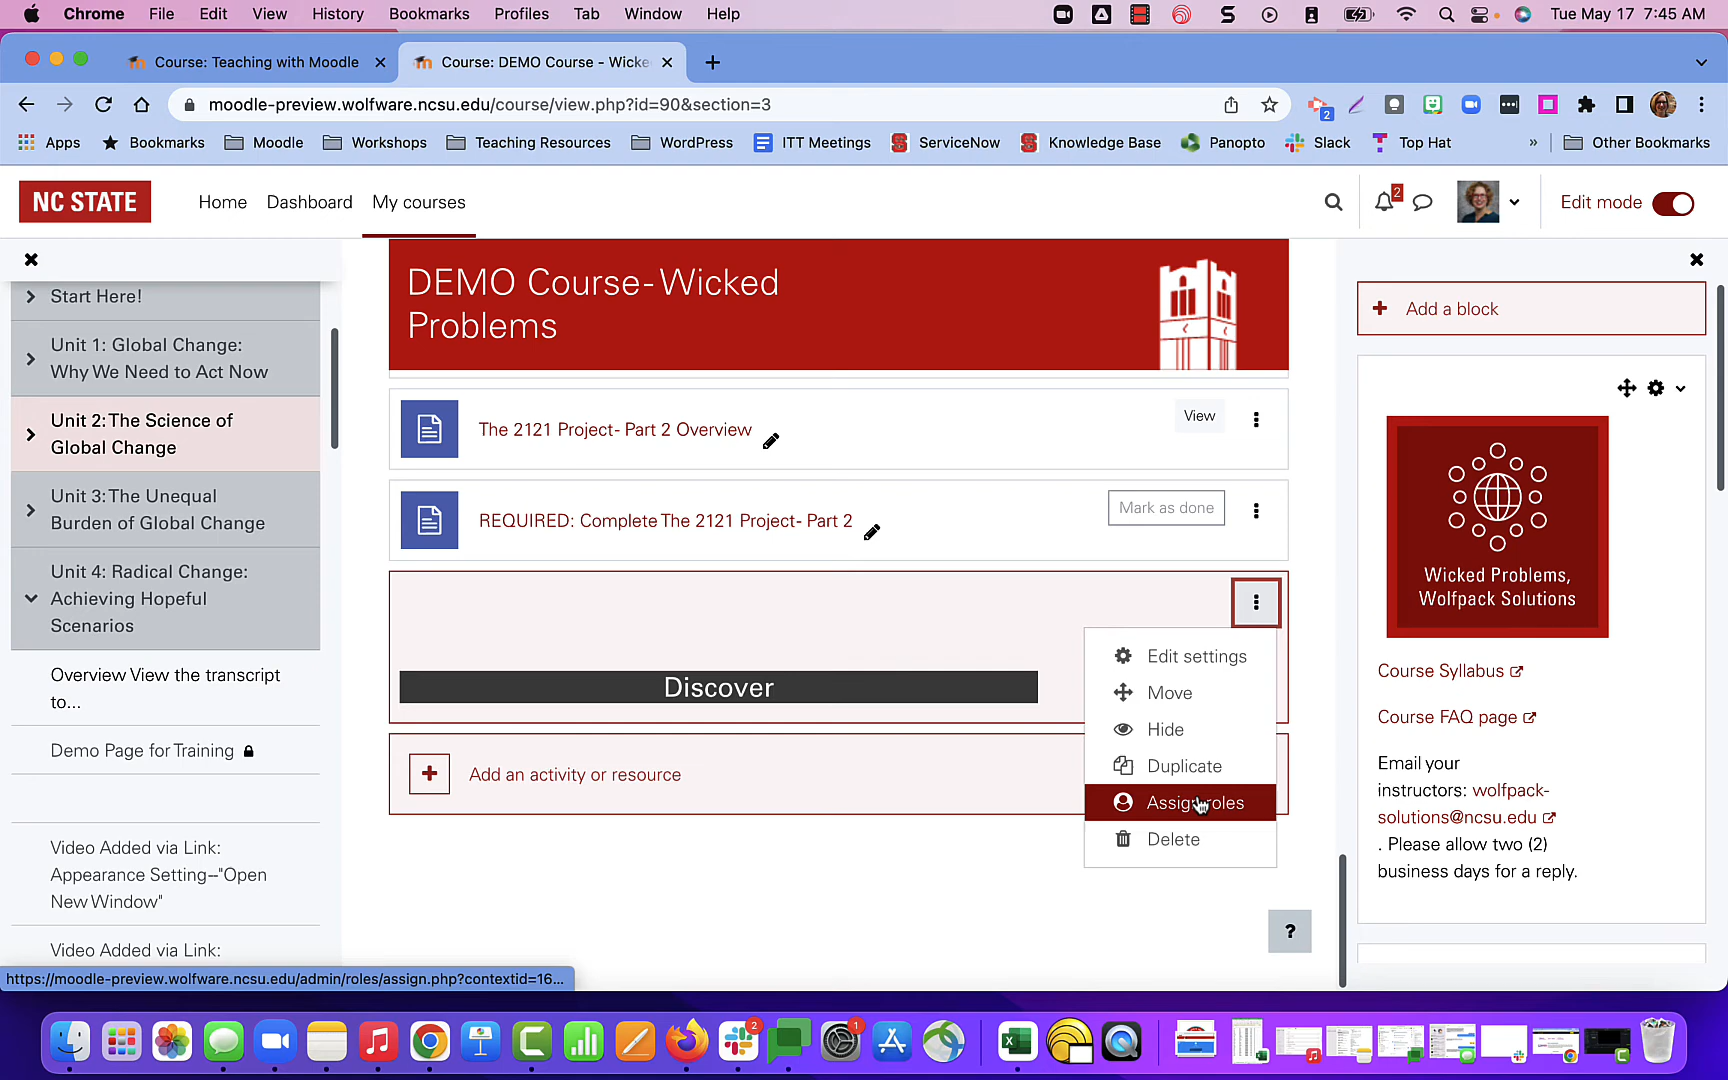 Chrome File Edit View History Bookmarks Profiles Tab Window Help Tue May 17 7:45 AM
Course: Teaching with Moodle
Course: DEMO Course - Wicke
moodle-preview.wolfware.ncsu.edu/course/view.php?id=90&section=3
2
Apps Bookmarks Moodle Workshops Teaching Resources WordPress ITT Meetings ServiceNow Knowledge Base Panopto Slack Top Hat » Other Bookmarks
NC STATE Home Dashboard My courses 2 Edit mode
Start Here!
Unit 1: Global Change:
Why We Need to Act Now
Unit 2: The Science of
Global Change
Unit 3: The Unequal
Burden of Global Change
Unit 4: Radical Change:
Achieving Hopeful
Scenarios
Overview View the transcript
to...
Demo Page for Training
Video Added via Link:
Appearance Setting--"Open
New Window"
Video Added via Link:
https://moodle-preview.wolfware.ncsu.edu/admin/roles/assign.php?contextid=16...
DEMO Course- Wicked
Problems
The 2121 Project- Part 2 Overview
View
REQUIRED: Complete The 2121 Project- Part 2
Mark as done
Discover
Edit settings
Move
Hide
Duplicate
Assign roles
Delete
Add an activity or resource
?
Add a block
Wicked Problems,
Wolfpack Solutions
Course Syllabus
Course FAQ page
Email your
instructors: wolfpack-
solutions@ncsu.edu
. Please allow two (2)
business days for a reply.
2
1